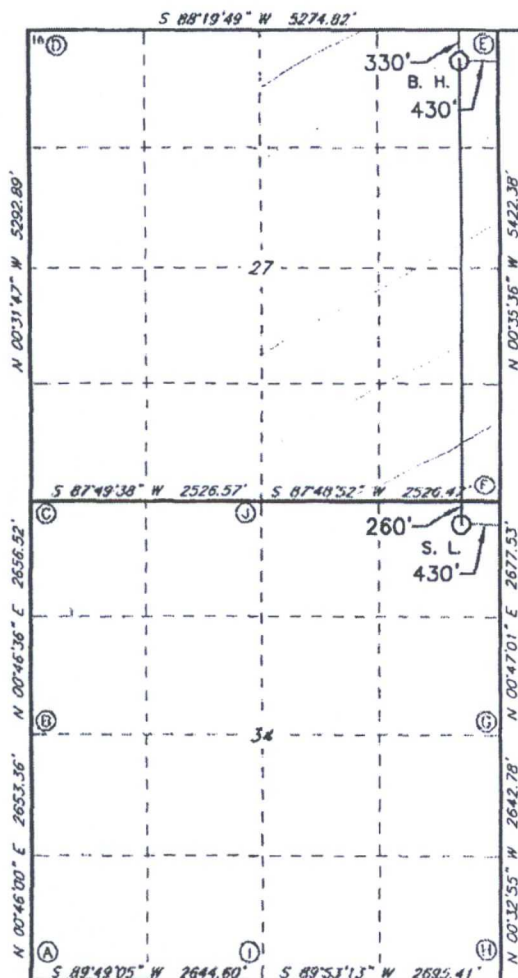 S 88°19'49" W 5274.82'
D
E
330'
B. H.
430'
N 00°31'47" W 5292.89'
N 00°35'36" W 5422.38'
27
S 87°49'38" W 2526.57'
S 87°48'52" W 2526.47'
F
C
J
260'
S. L.
430'
N 00°46'36" E 2656.52'
N 00°47'01" E 2677.53'
B
34
G
N 00°46'00" E 2653.36'
N 00°32'55" W 2642.78'
A
I
H
S 89°49'05" W 2644.60'
S 89°53'13" W 2695.41'